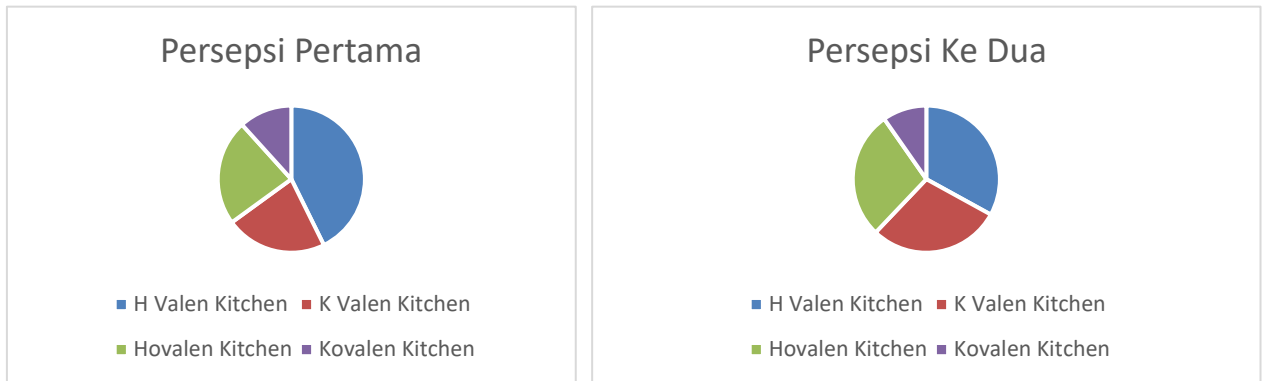 Persepsi Pertama
H Valen Kitchen
K Valen Kitchen
Hovalen Kitchen
Kovalen Kitchen
Persepsi Ke Dua
H Valen Kitchen
K Valen Kitchen
Hovalen Kitchen
Kovalen Kitchen